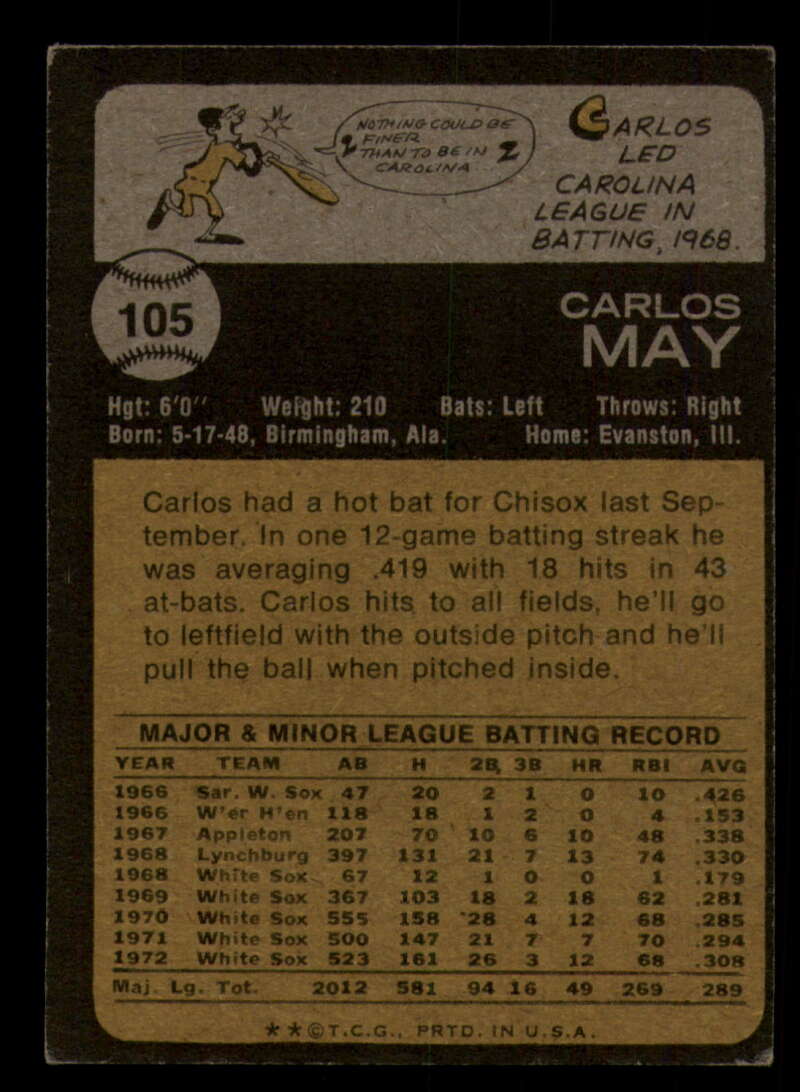 NOTHING COULD BE
FINER
THAN TO BE IN
CAROLINA
CARLOS
LED
CAROLINA
LEAGUE IN
BATTING, 1968.
105
CARLOS
MAY
Hgt: 6'0" Weight: 210 Bats: Left Throws: Right
Born: 5-17-48, Birmingham, Ala. Home: Evanston, Ill.
Carlos had a hot bat for Chisox last Sep-
tember. In one 12-game batting streak he
was averaging .419 with 18 hits in 43
at-bats. Carlos hits to all fields, he'll go
to leftfield with the outside pitch and he'll
pull the ball when pitched inside.
MAJOR & MINOR LEAGUE BATTING RECORD
YEAR TEAM AB H 2B 3B HR RBI AVG
1966 Sar. W. Sox 47 20 2 1 0 10 .426
1966 W'er H'en 118 18 1 2 0 4 .153
1967 Appleton 207 70 10 6 10 48 .338
1968 Lynchburg 397 131 21 7 13 74 .330
1968 White Sox 67 12 1 0 0 1 .179
1969 White Sox 367 103 18 2 18 62 .281
1970 White Sox 555 158 28 4 12 68 .285
1971 White Sox 500 147 21 7 7 70 .294
1972 White Sox 523 161 26 3 12 68 .308
Maj. Lg. Tot. 2012 581 94 16 49 269 289
★★©T.C.G., PRTD. IN U.S.A.